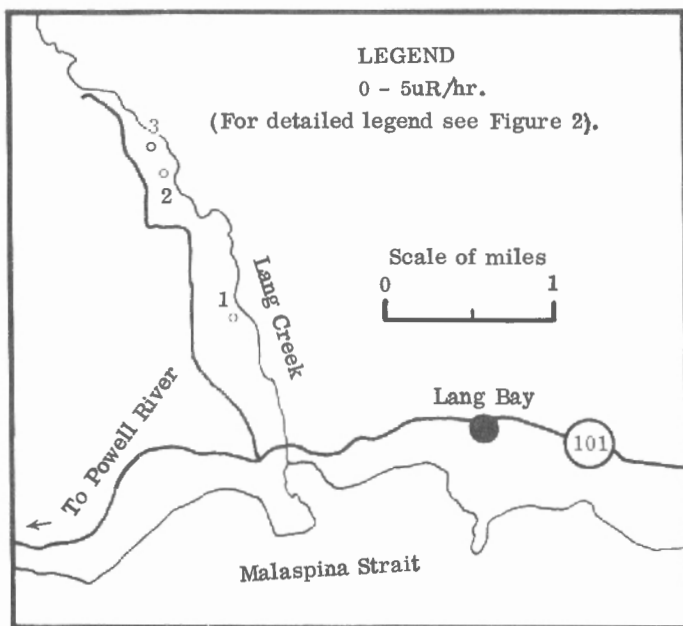 LEGEND
0 - 5uR/hr.
(For detailed legend see Figure 2).
3
2
Scale of miles
0 1
1
Lang Creek
Lang Bay
101
To Powell River
Malaspina Strait